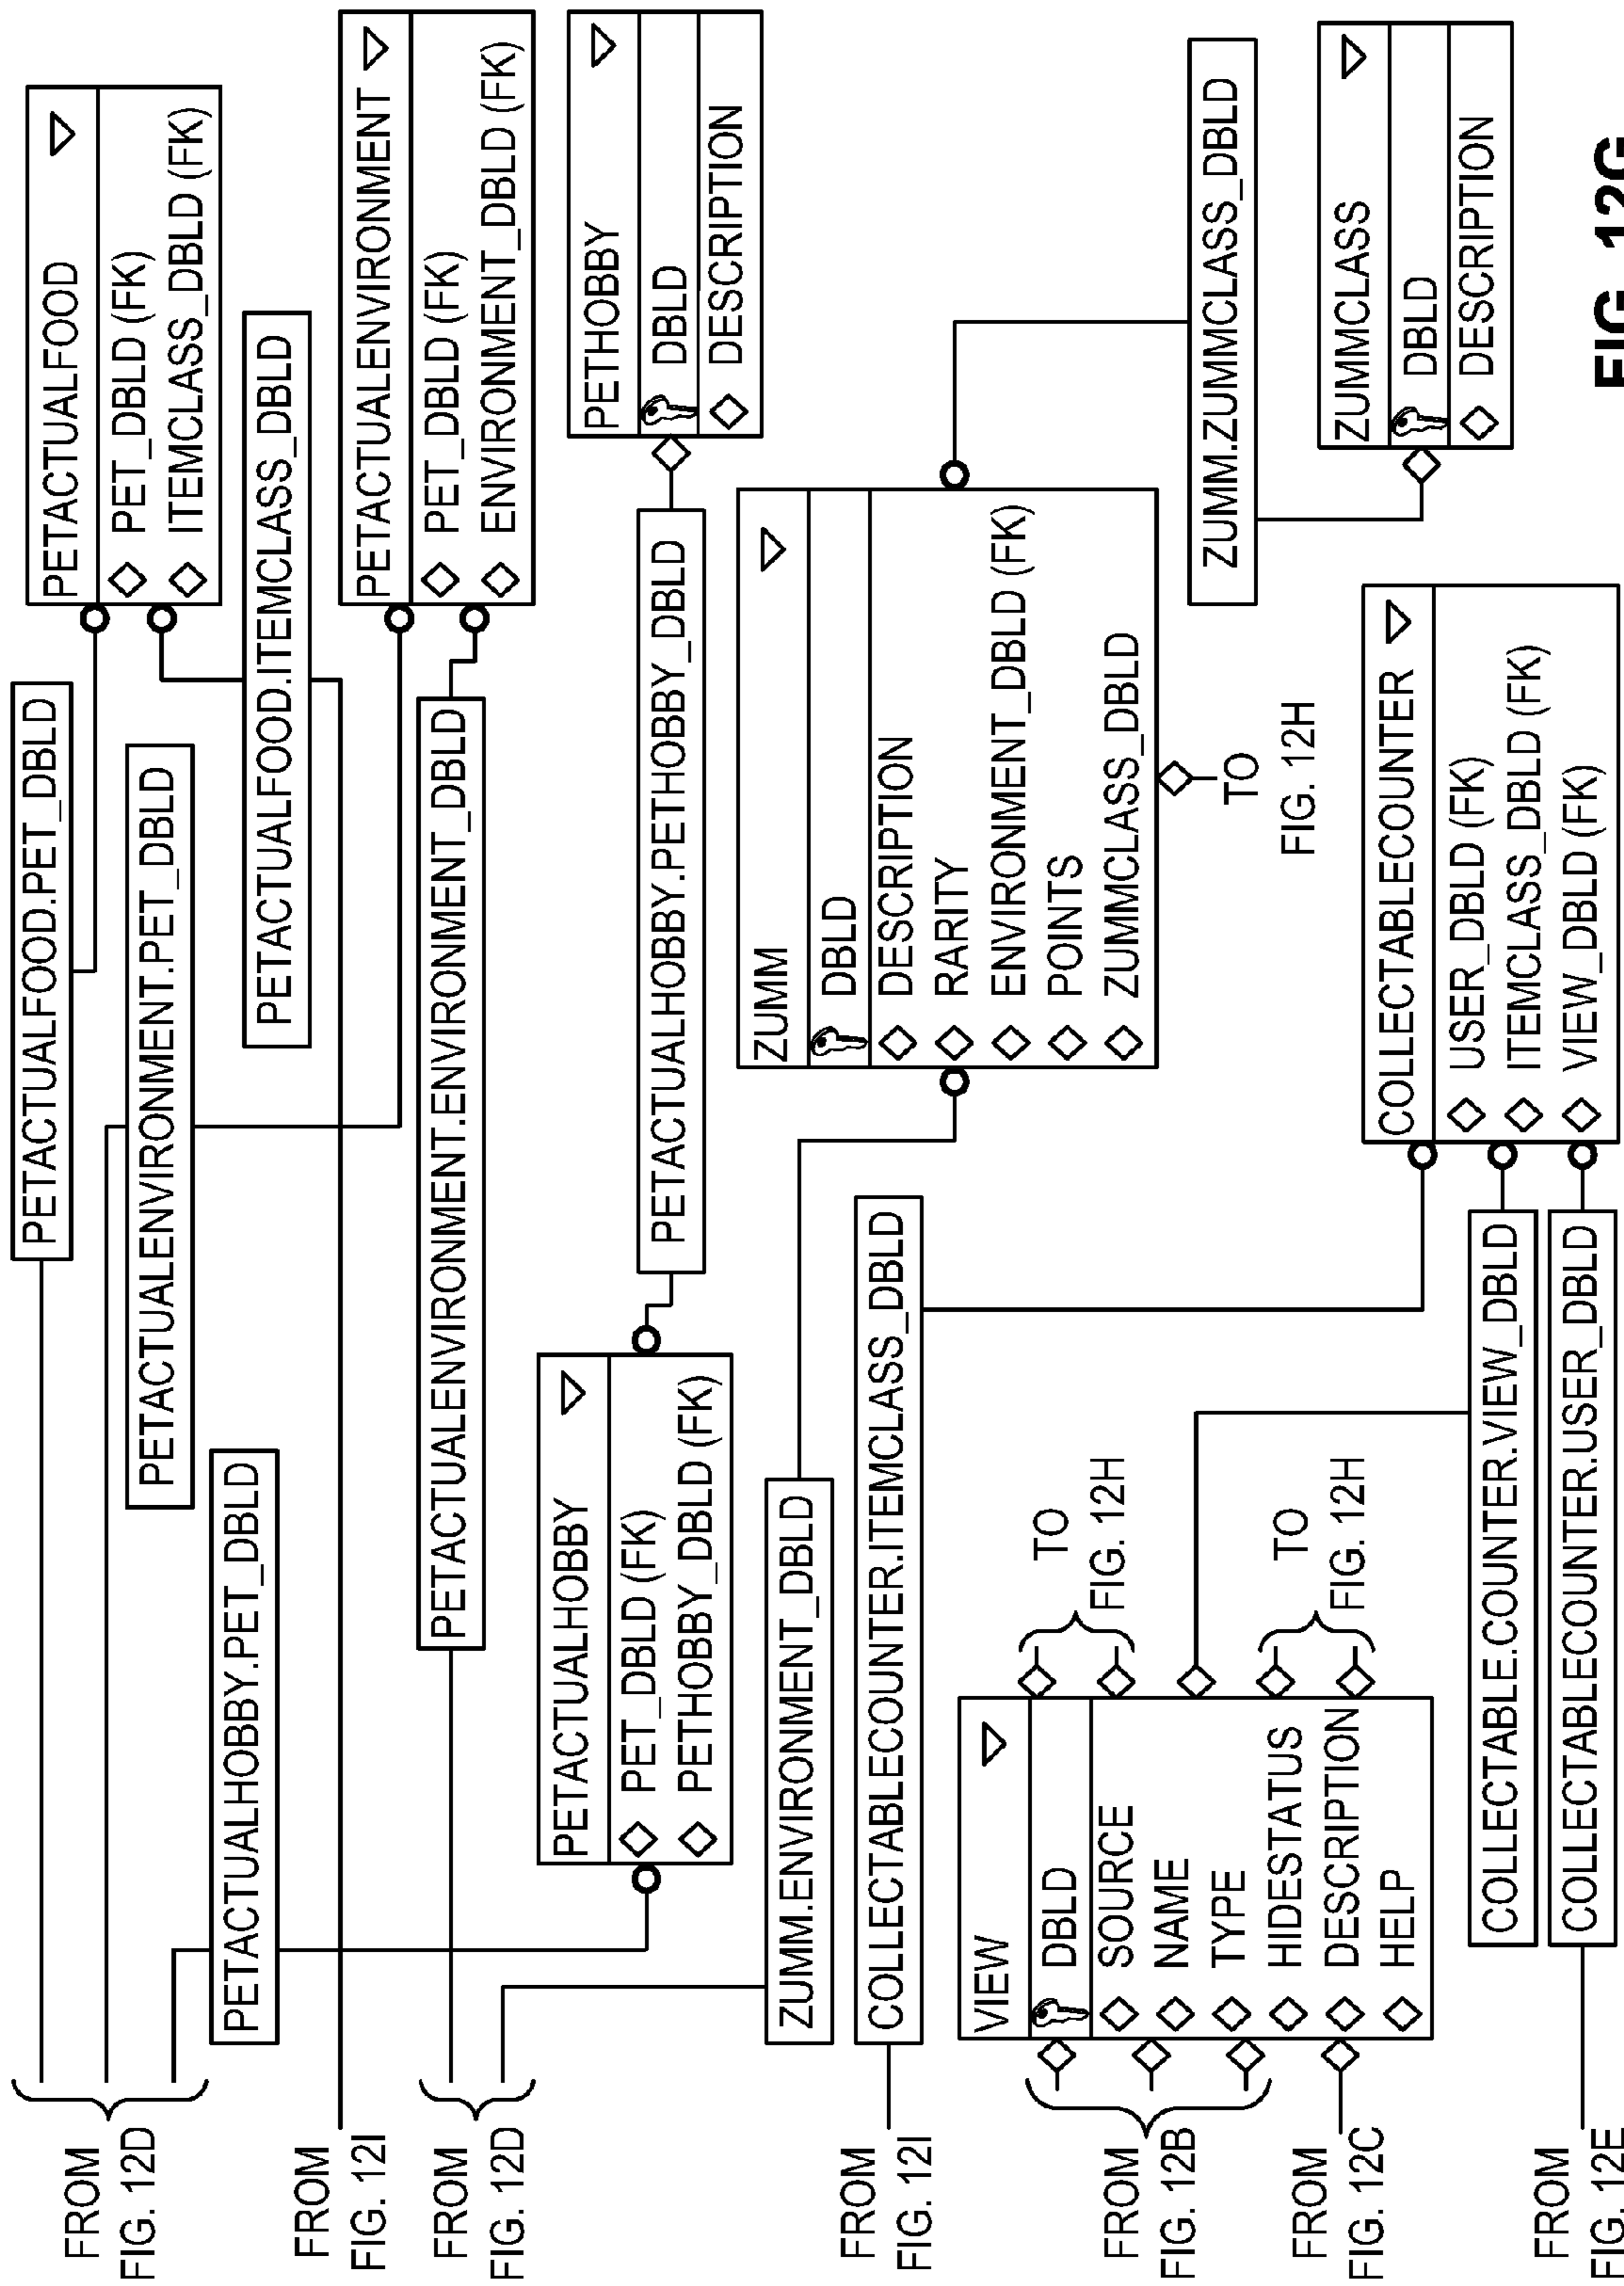 FROM
FIG. 12D
PETACTUALFOOD.PET_DBLD
PETACTUALFOOD
PET_DBLD (FK)
ITEMCLASS_DBLD (FK)
PETACTUALENVIRONMENT.PET_DBLD
PETACTUALHOBBY.PET_DBLD
PETACTUALFOOD.ITEMCLASS_DBLD
FROM
FIG. 12I
PETACTUALENVIRONMENT
PET_DBLD (FK)
ENVIRONMENT_DBLD (FK)
FROM
FIG. 12D
PETACTUALENVIRONMENT.ENVIRONMENT_DBLD
PETACTUALHOBBY
PET_DBLD (FK)
PETHOBBY_DBLD (FK)
PETACTUALHOBBY.PETHOBBY_DBLD
PETHOBBY
DBLD
DESCRIPTION
ZUMM.ENVIRONMENT_DBLD
ZUMM
DBLD
DESCRIPTION
RARITY
ENVIRONMENT_DBLD (FK)
POINTS
ZUMMCLASS_DBLD
TO
FIG. 12H
FROM
FIG. 12I
COLLECTABLECOUNTER.ITEMCLASS_DBLD
ZUMM.ZUMMCLASS_DBLD
ZUMMCLASS
DBLD
DESCRIPTION
FROM
FIG. 12B
FROM
FIG. 12C
VIEW
DBLD
SOURCE
NAME
TYPE
HIDESTATUS
DESCRIPTION
HELP
TO
FIG. 12H
TO
FIG. 12H
COLLECTABLECOUNTER
USER_DBLD (FK)
ITEMCLASS_DBLD (FK)
VIEW_DBLD (FK)
COLLECTABLE.COUNTER.VIEW_DBLD
COLLECTABLECOUNTER.USER_DBLD
FROM
FIG. 12E
FIG. 12G